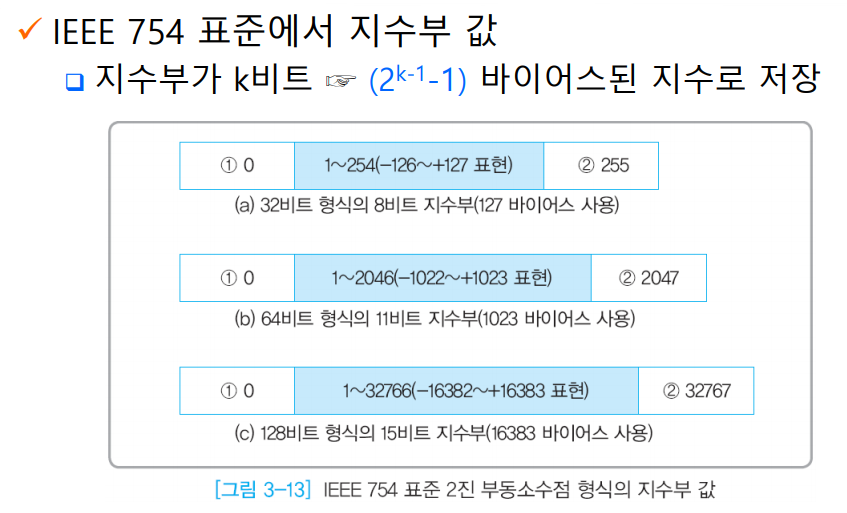 ✓ IEEE 754 표준에서 지수부 값
❑ 지수부가 k비트 ☞ (2^{k-1}-1) 바이어스된 지수로 저장
① 0 1～254(−126～+127 표현) ② 255
(a) 32비트 형식의 8비트 지수부(127 바이어스 사용)
① 0 1～2046(−1022～+1023 표현) ② 2047
(b) 64비트 형식의 11비트 지수부(1023 바이어스 사용)
① 0 1～32766(−16382～+16383 표현) ② 32767
(c) 128비트 형식의 15비트 지수부(16383 바이어스 사용)
[그림 3−13] IEEE 754 표준 2진 부동소수점 형식의 지수부 값